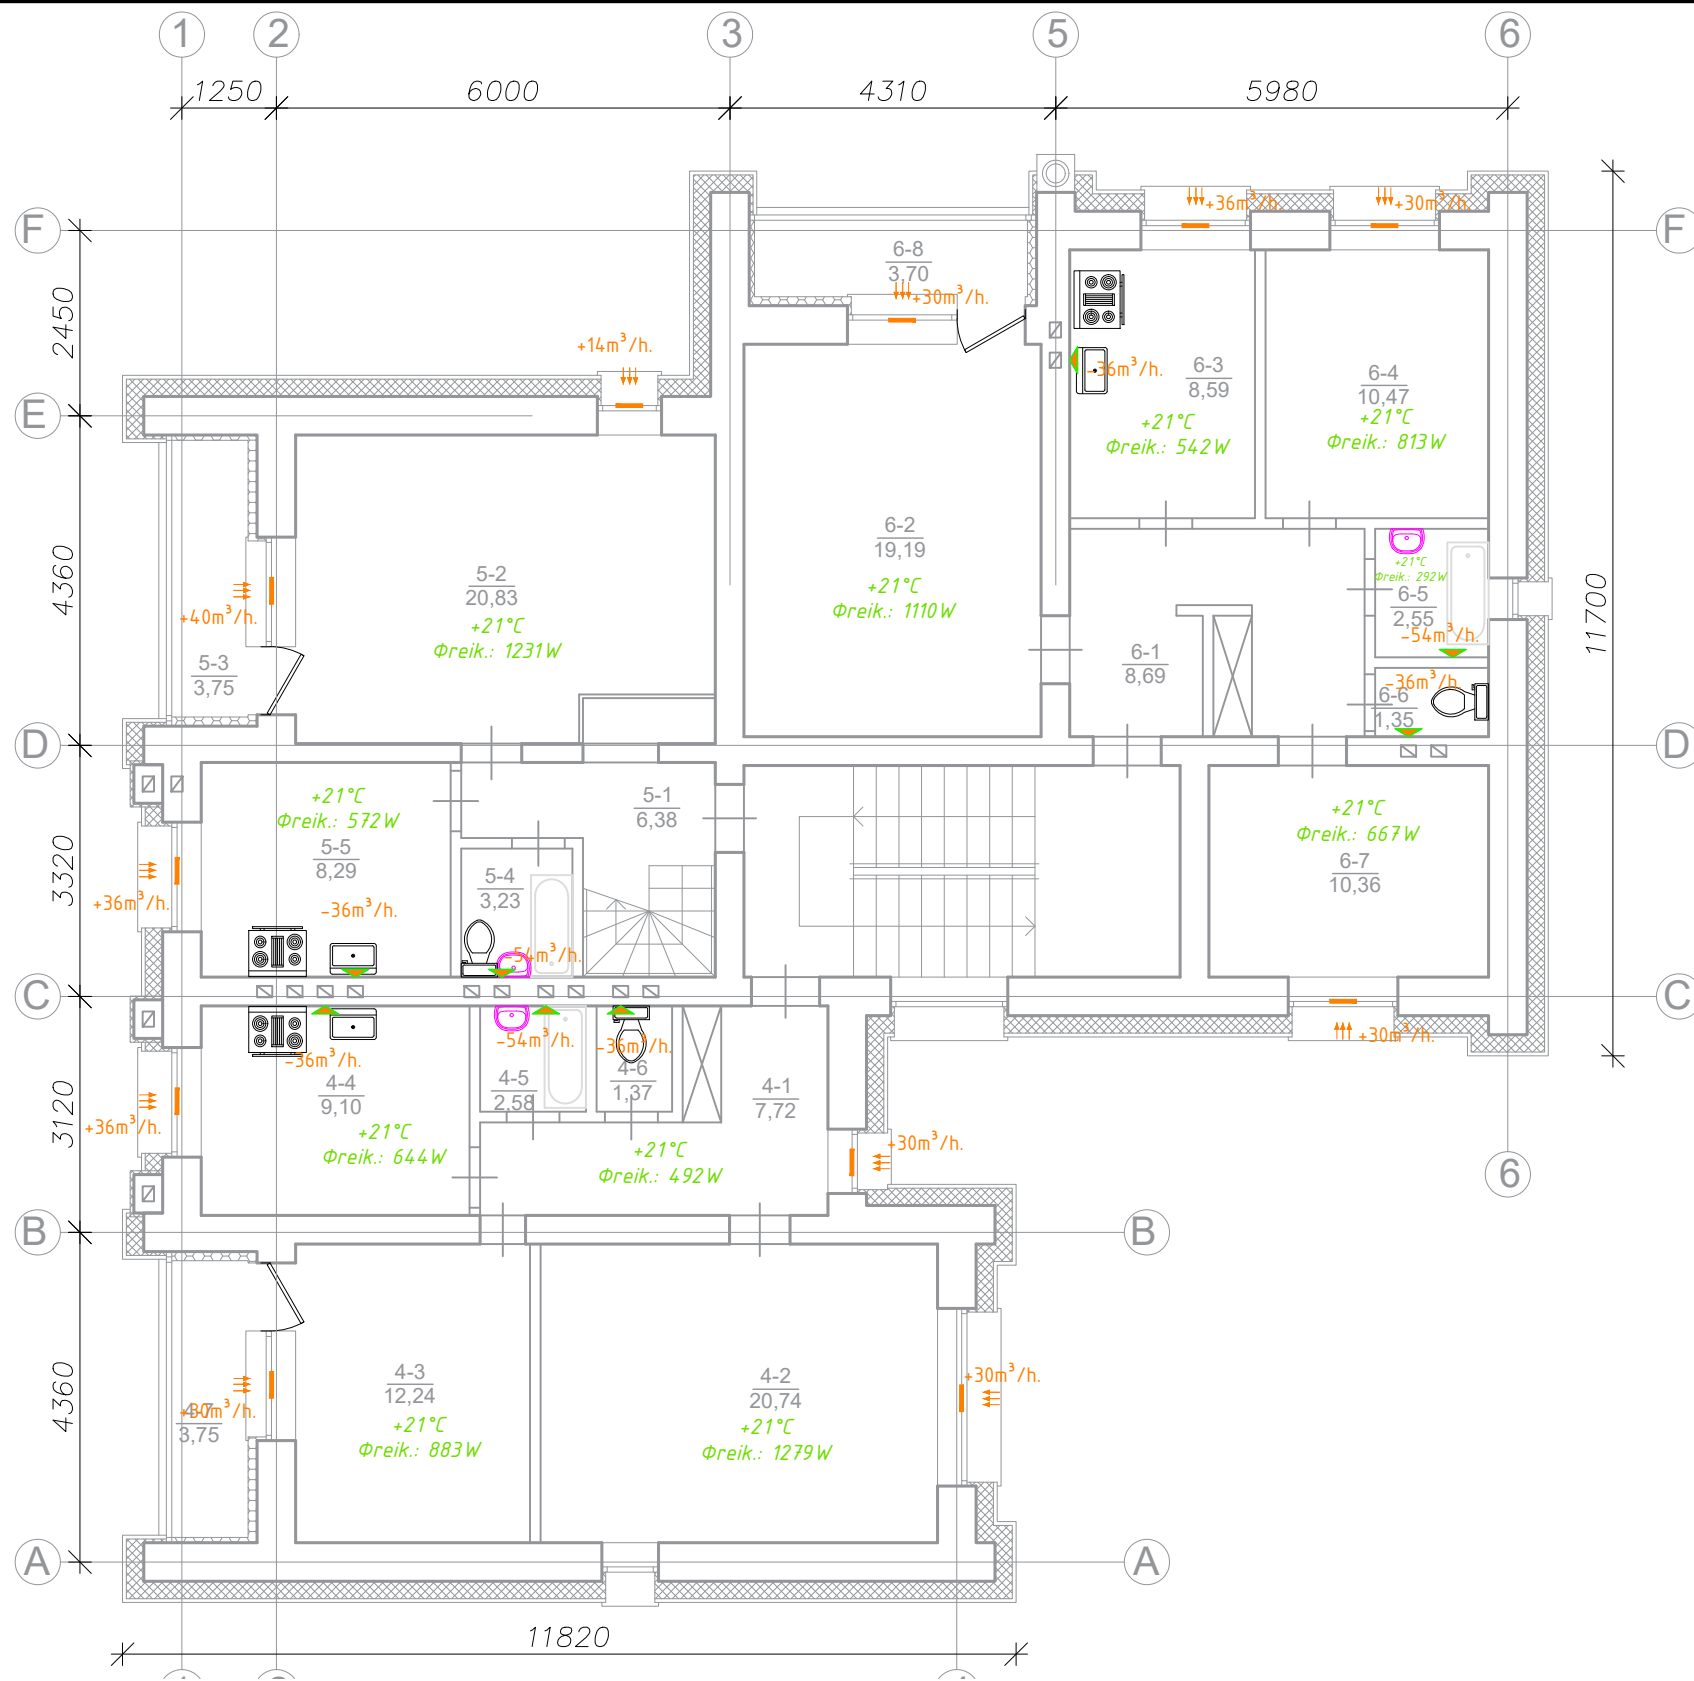 1
2
3
5
6
1250
6000
4310
5980
+36m³/h.
+30m³/h.
F
F
6-8
3,70
+30m³/h.
2450
+14m³/h.
-36m³/h.
6-3
8,59
6-4
10,47
+21°C
Φreik.: 542W
+21°C
Φreik.: 813W
E
6-2
19,19
+21°C
Φreik.: 1110W
4360
5-2
20,83
+21°C
Φreik.: 1231W
+40m³/h.
5-3
3,75
+21°C
Φreik.: 292W
6-5
2,55
-54m³/h.
11700
6-1
8,69
-36m³/h.
6-6
1,35
D
D
+21°C
Φreik.: 572W
5-5
8,29
5-1
6,38
+21°C
Φreik.: 667W
6-7
10,36
3320
5-4
3,23
+36m³/h.
-36m³/h.
-54m³/h.
C
C
-36m³/h.
-54m³/h.
-36m³/h.
+30m³/h.
4-4
9,10
4-5
2,58
4-6
1,37
4-1
7,72
3120
+36m³/h.
+21°C
Φreik.: 644W
+21°C
Φreik.: 492W
+30m³/h.
6
B
B
4360
4-3
12,24
+21°C
Φreik.: 883W
4-2
20,74
+21°C
Φreik.: 1279W
+30m³/h.
+30m³/h.
4-7
3,75
A
A
11820